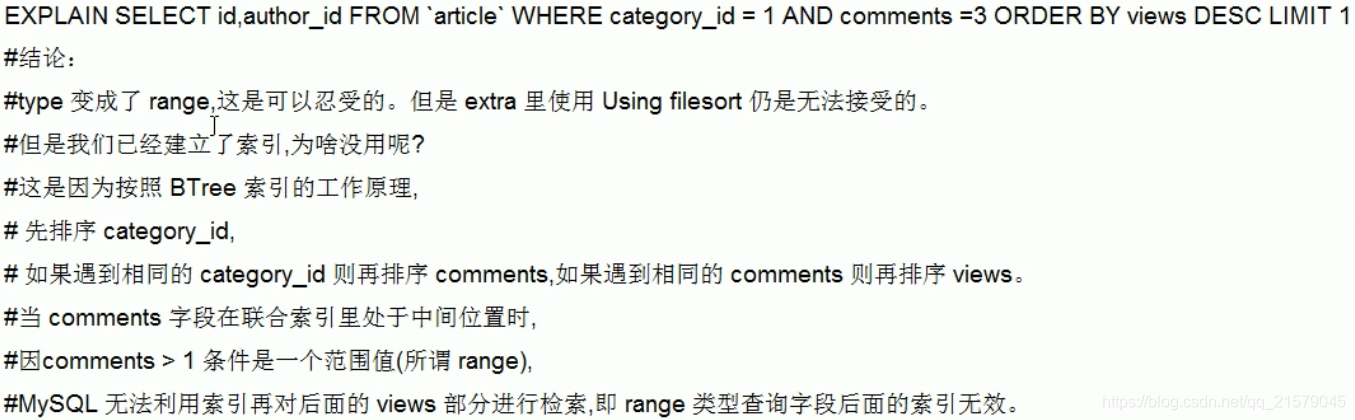 EXPLAIN SELECT id,author_id FROM `article` WHERE category_id = 1 AND comments =3 ORDER BY views DESC LIMIT 1
#结论：
#type 变成了 range,这是可以忍受的。但是 extra 里使用 Using filesort 仍是无法接受的。
#但是我们已经建立了索引,为啥没用呢?
#这是因为按照 BTree 索引的工作原理,
# 先排序 category_id,
# 如果遇到相同的 category_id 则再排序 comments,如果遇到相同的 comments 则再排序 views。
#当 comments 字段在联合索引里处于中间位置时,
#因comments > 1 条件是一个范围值(所谓 range),
#MySQL 无法利用索引再对后面的 views 部分进行检索,即 range 类型查询字段后面的索引无效。
https://blog.csdn.net/qq_21579045